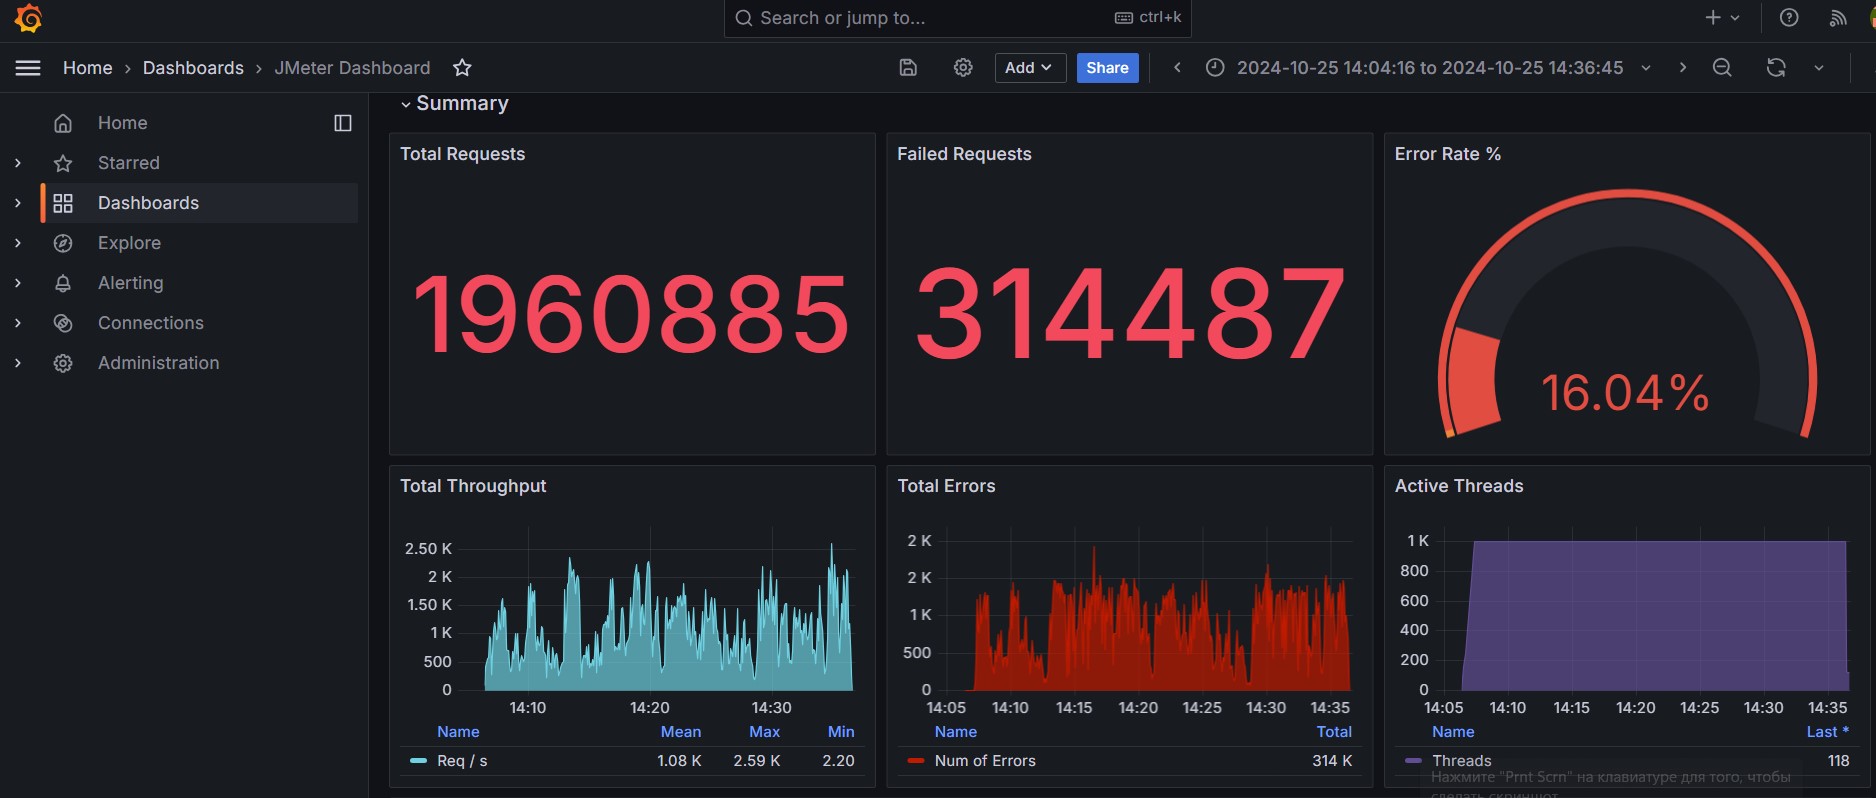 Search or jump to... ctrl+k
Home › Dashboards › JMeter Dashboard Add Share 2024-10-25 14:04:16 to 2024-10-25 14:36:45
Home
Starred
Dashboards
Explore
Alerting
Connections
Administration
Summary
Total Requests
1960885
Failed Requests
314487
Error Rate %
16.04%
Total Throughput
2.50 K
2 K
1.50 K
1 K
500
0
14:10 14:20 14:30
Name Mean Max Min
Req / s 1.08 K 2.59 K 2.20
Total Errors
2 K
2 K
1 K
500
0
14:05 14:10 14:15 14:20 14:25 14:30 14:35
Name Total
Num of Errors 314 K
Active Threads
1 K
800
600
400
200
0
14:05 14:10 14:15 14:20 14:25 14:30 14:35
Name Last *
Threads 118
Нажмите "Prnt Scrn" на клавиатуре для того, чтобы
сделать скриншот